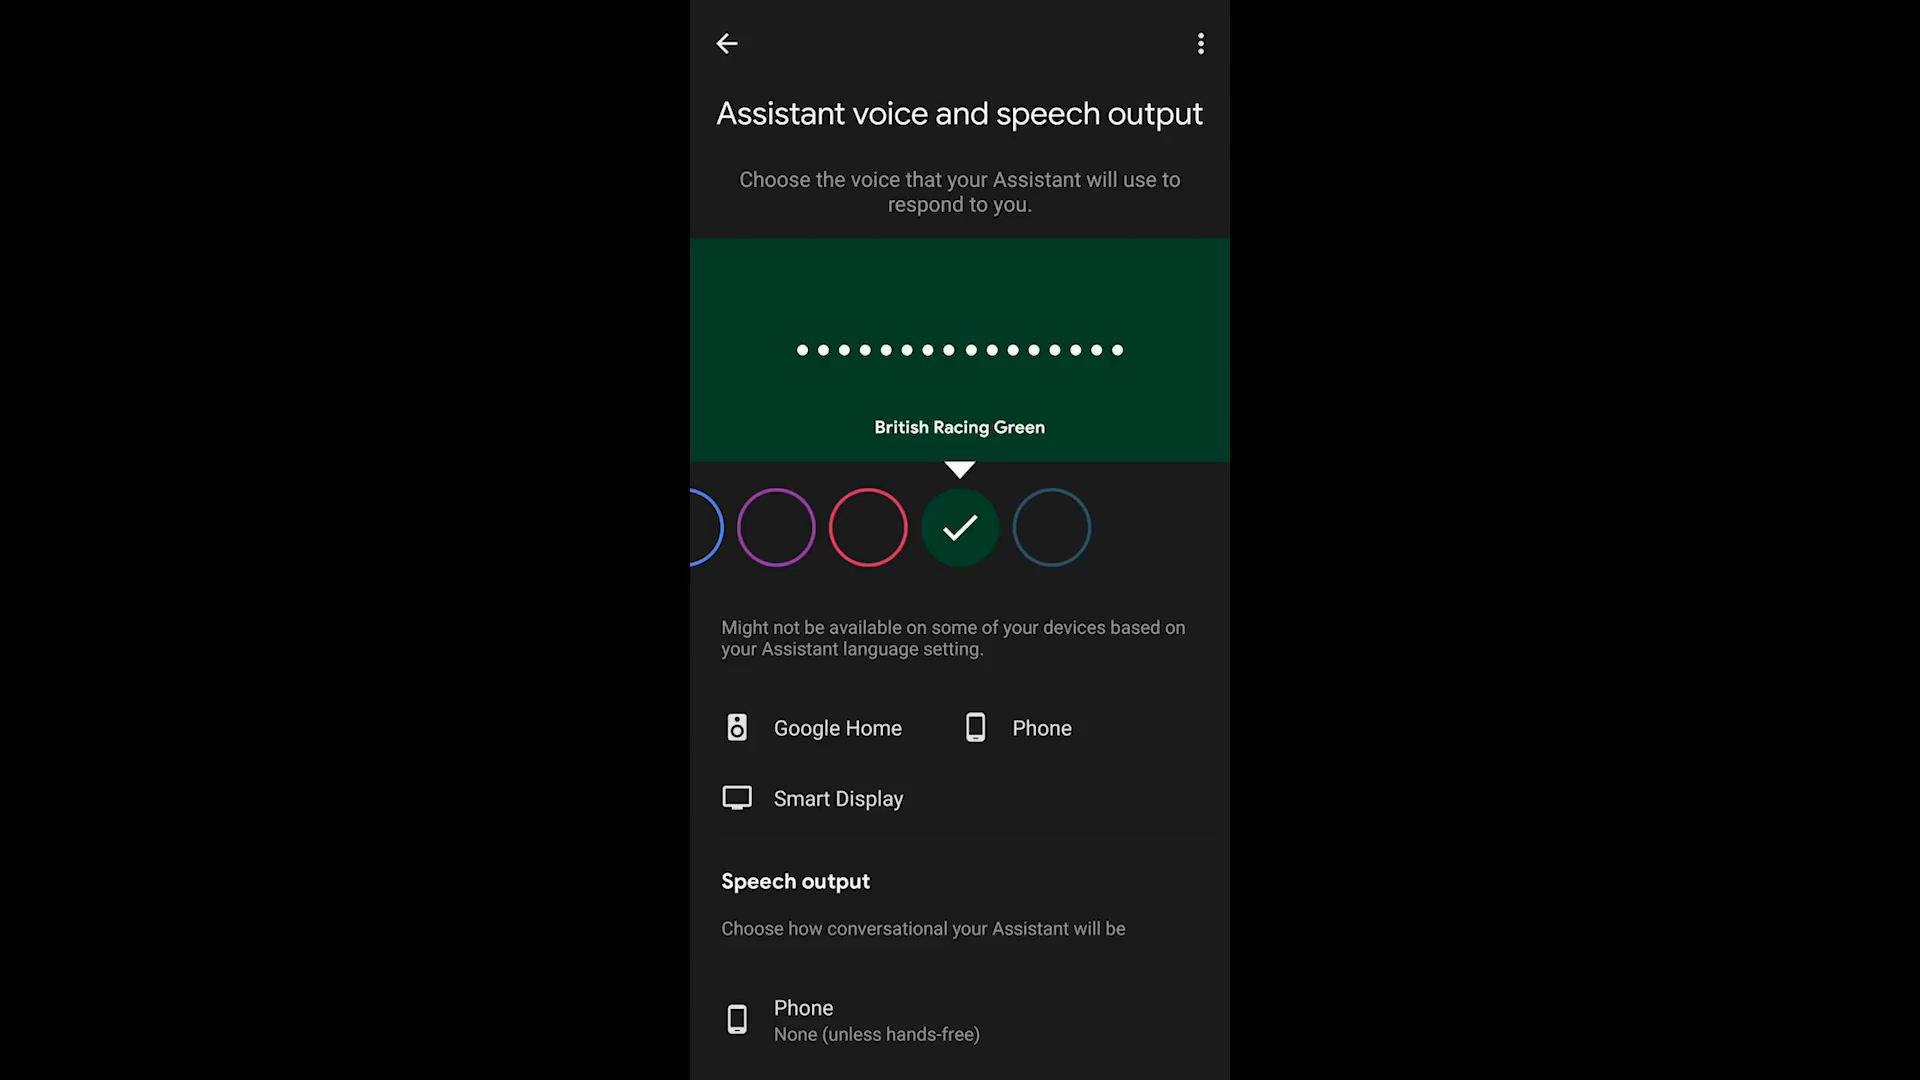 Assistant voice and speech output
Choose the voice that your Assistant will use to
respond to you.
British Racing Green
Might not be available on some of your devices based on
your Assistant language setting.
Google Home
Phone
Smart Display
Speech output
Choose how conversational your Assistant will be
Phone
None (unless hands-free)